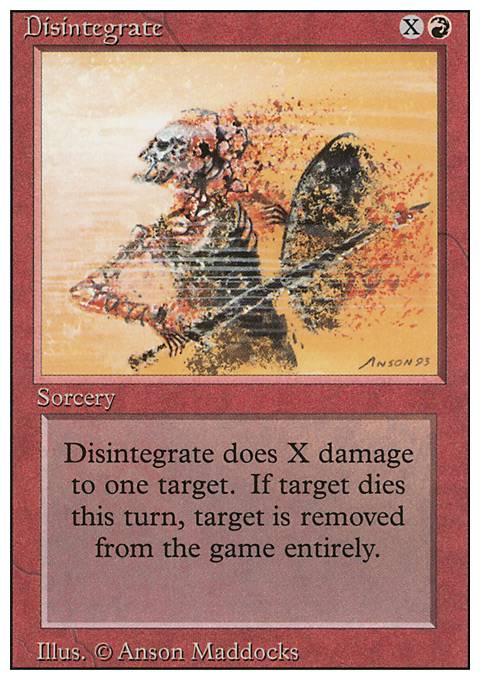 Disintegrate X
ANSON 93
Sorcery
Disintegrate does X damage
to one target. If target dies
this turn, target is removed
from the game entirely.
Illus. © Anson Maddocks